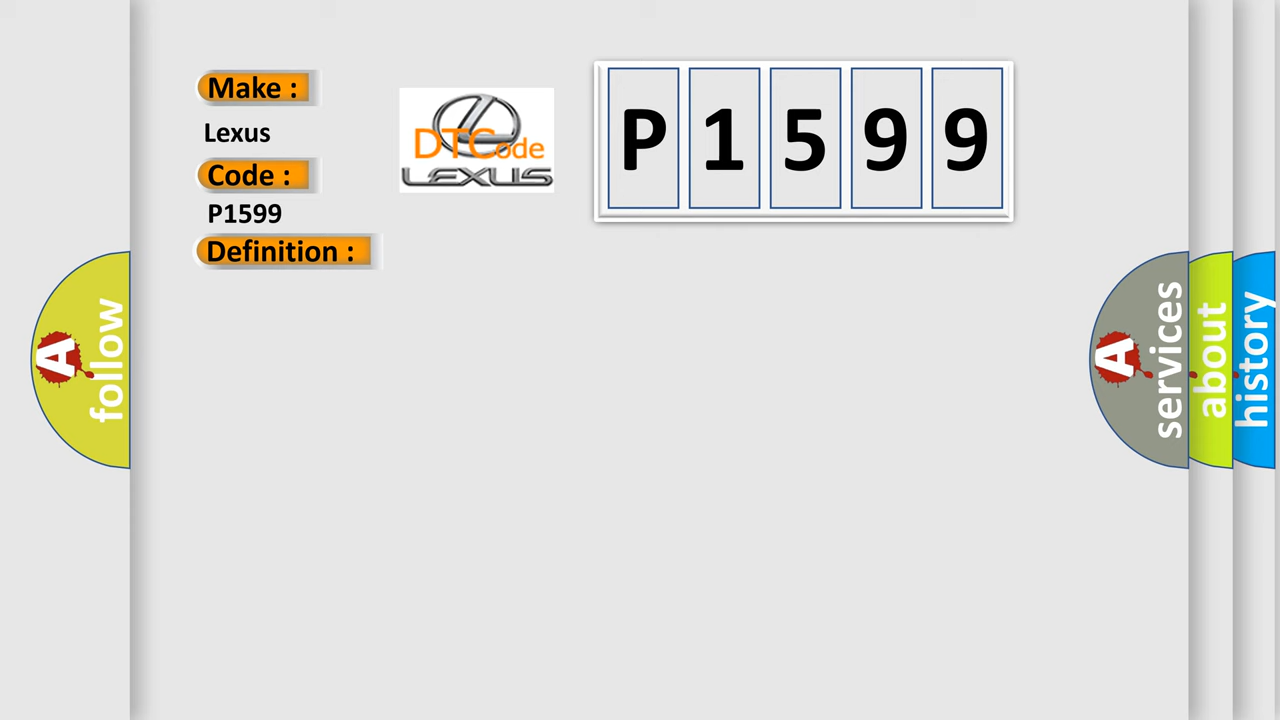 Make :
Lexus
Code :
P1599
Definition :
DTCode
LEXUS
P 1 5 9 9
A follow
A services
about
history